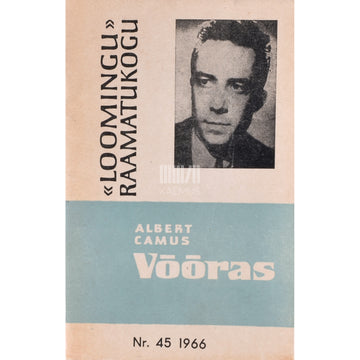 «LOOMINGU»
RAAMATUKOGU
ALBERT
CAMUS
Võõras
Nr. 45 1966